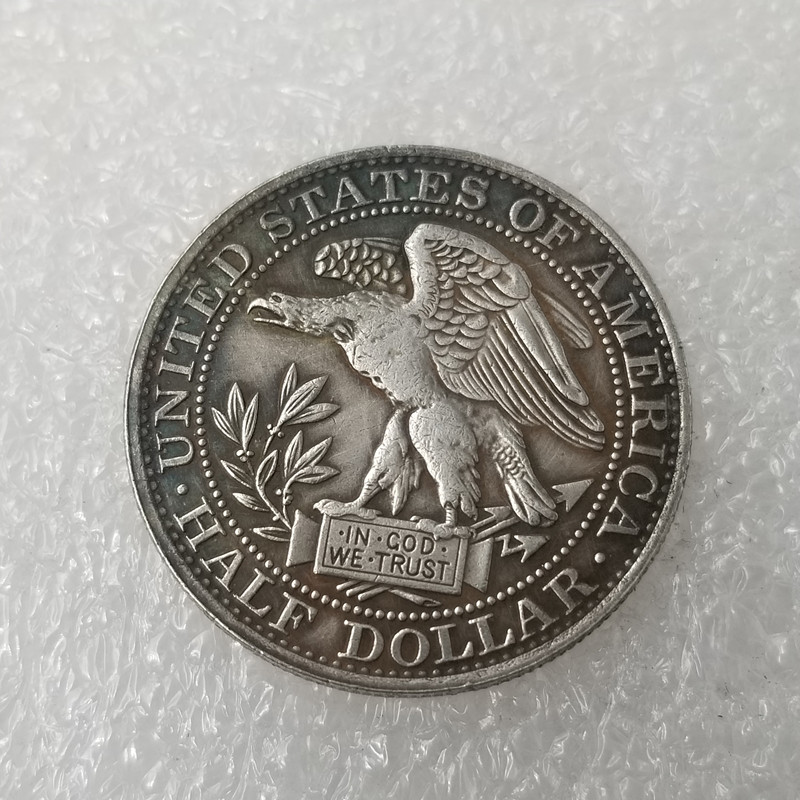 ·UNITED STATES OF AMERICA·
HALF DOLLAR
·IN·GOD·
WE·TRUST